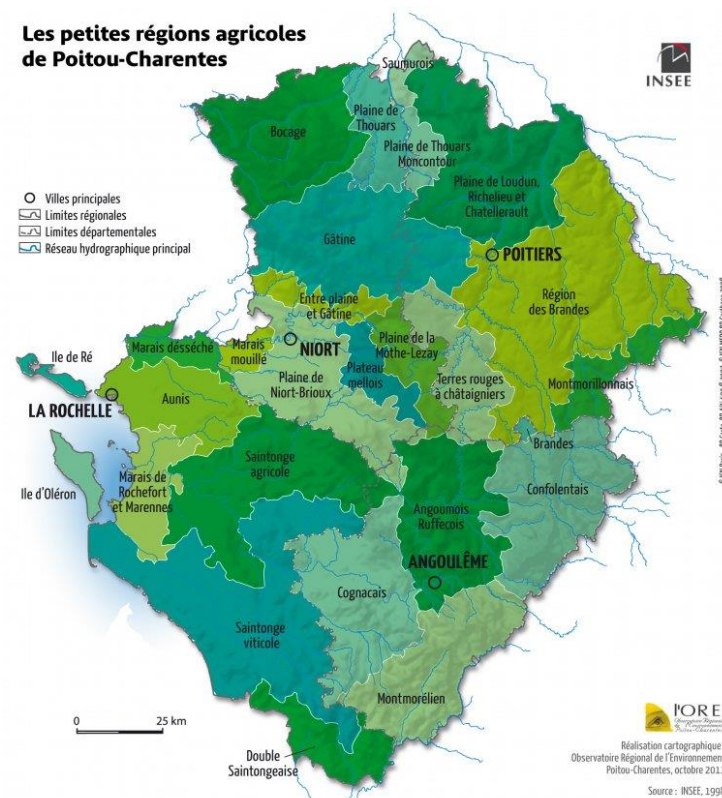 Les petites régions agricoles
de Poitou-Charentes
INSEE
Saumurois
Plaine de
Thouars
Bocage
Plaine de Thouars
Moncontour
Plaine de Loudun,
Richelieu et
Chatellerault
Villes principales
Limites régionales
Limites départementales
Réseau hydrographique principal
Gâtine
POITIERS
Région
des Brandes
Entre plaine
et Gâtine
Ile de Ré
Marais désséché
Marais
mouillé
NIORT
Plaine de la
Mothe-Lezay
Plateau
mellois
Plaine de
Niort-Brioux
Terres rouges
à châtaigniers
Montmorillonnais
LA ROCHELLE
Aunis
Brandes
Saintonge
agricole
Confolentais
Marais de
Rochefort
et Marennes
Ile d'Oléron
Angoumois
Ruffecois
ANGOULÊME
Cognacais
Saintonge
viticole
Montmorélien
0 25 km
Double
Saintongeaise
l'ORE
Réalisation cartographique
Observatoire Régional de l'Environnemen
Poitou-Charentes, octobre 201
Source : INSEE, 199